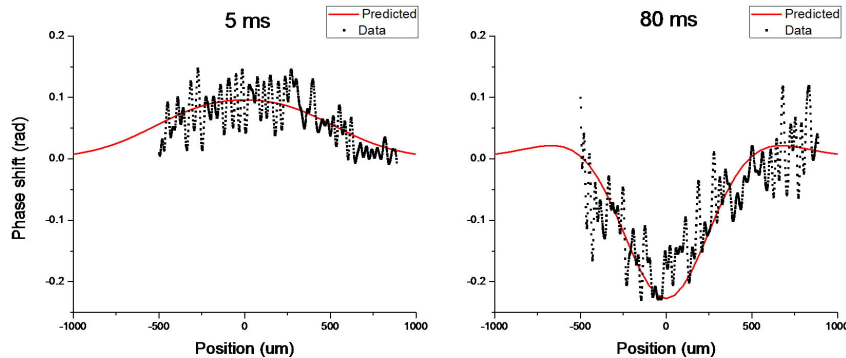 5 ms
Predicted
Data
0.2
0.1
0.0
-0.1
-0.2
Phase shift (rad)
-1000
-500
0
500
1000
Position (um)
80 ms
Predicted
Data
0.2
0.1
0.0
-0.1
-0.2
-1000
-500
0
500
1000
Position (um)